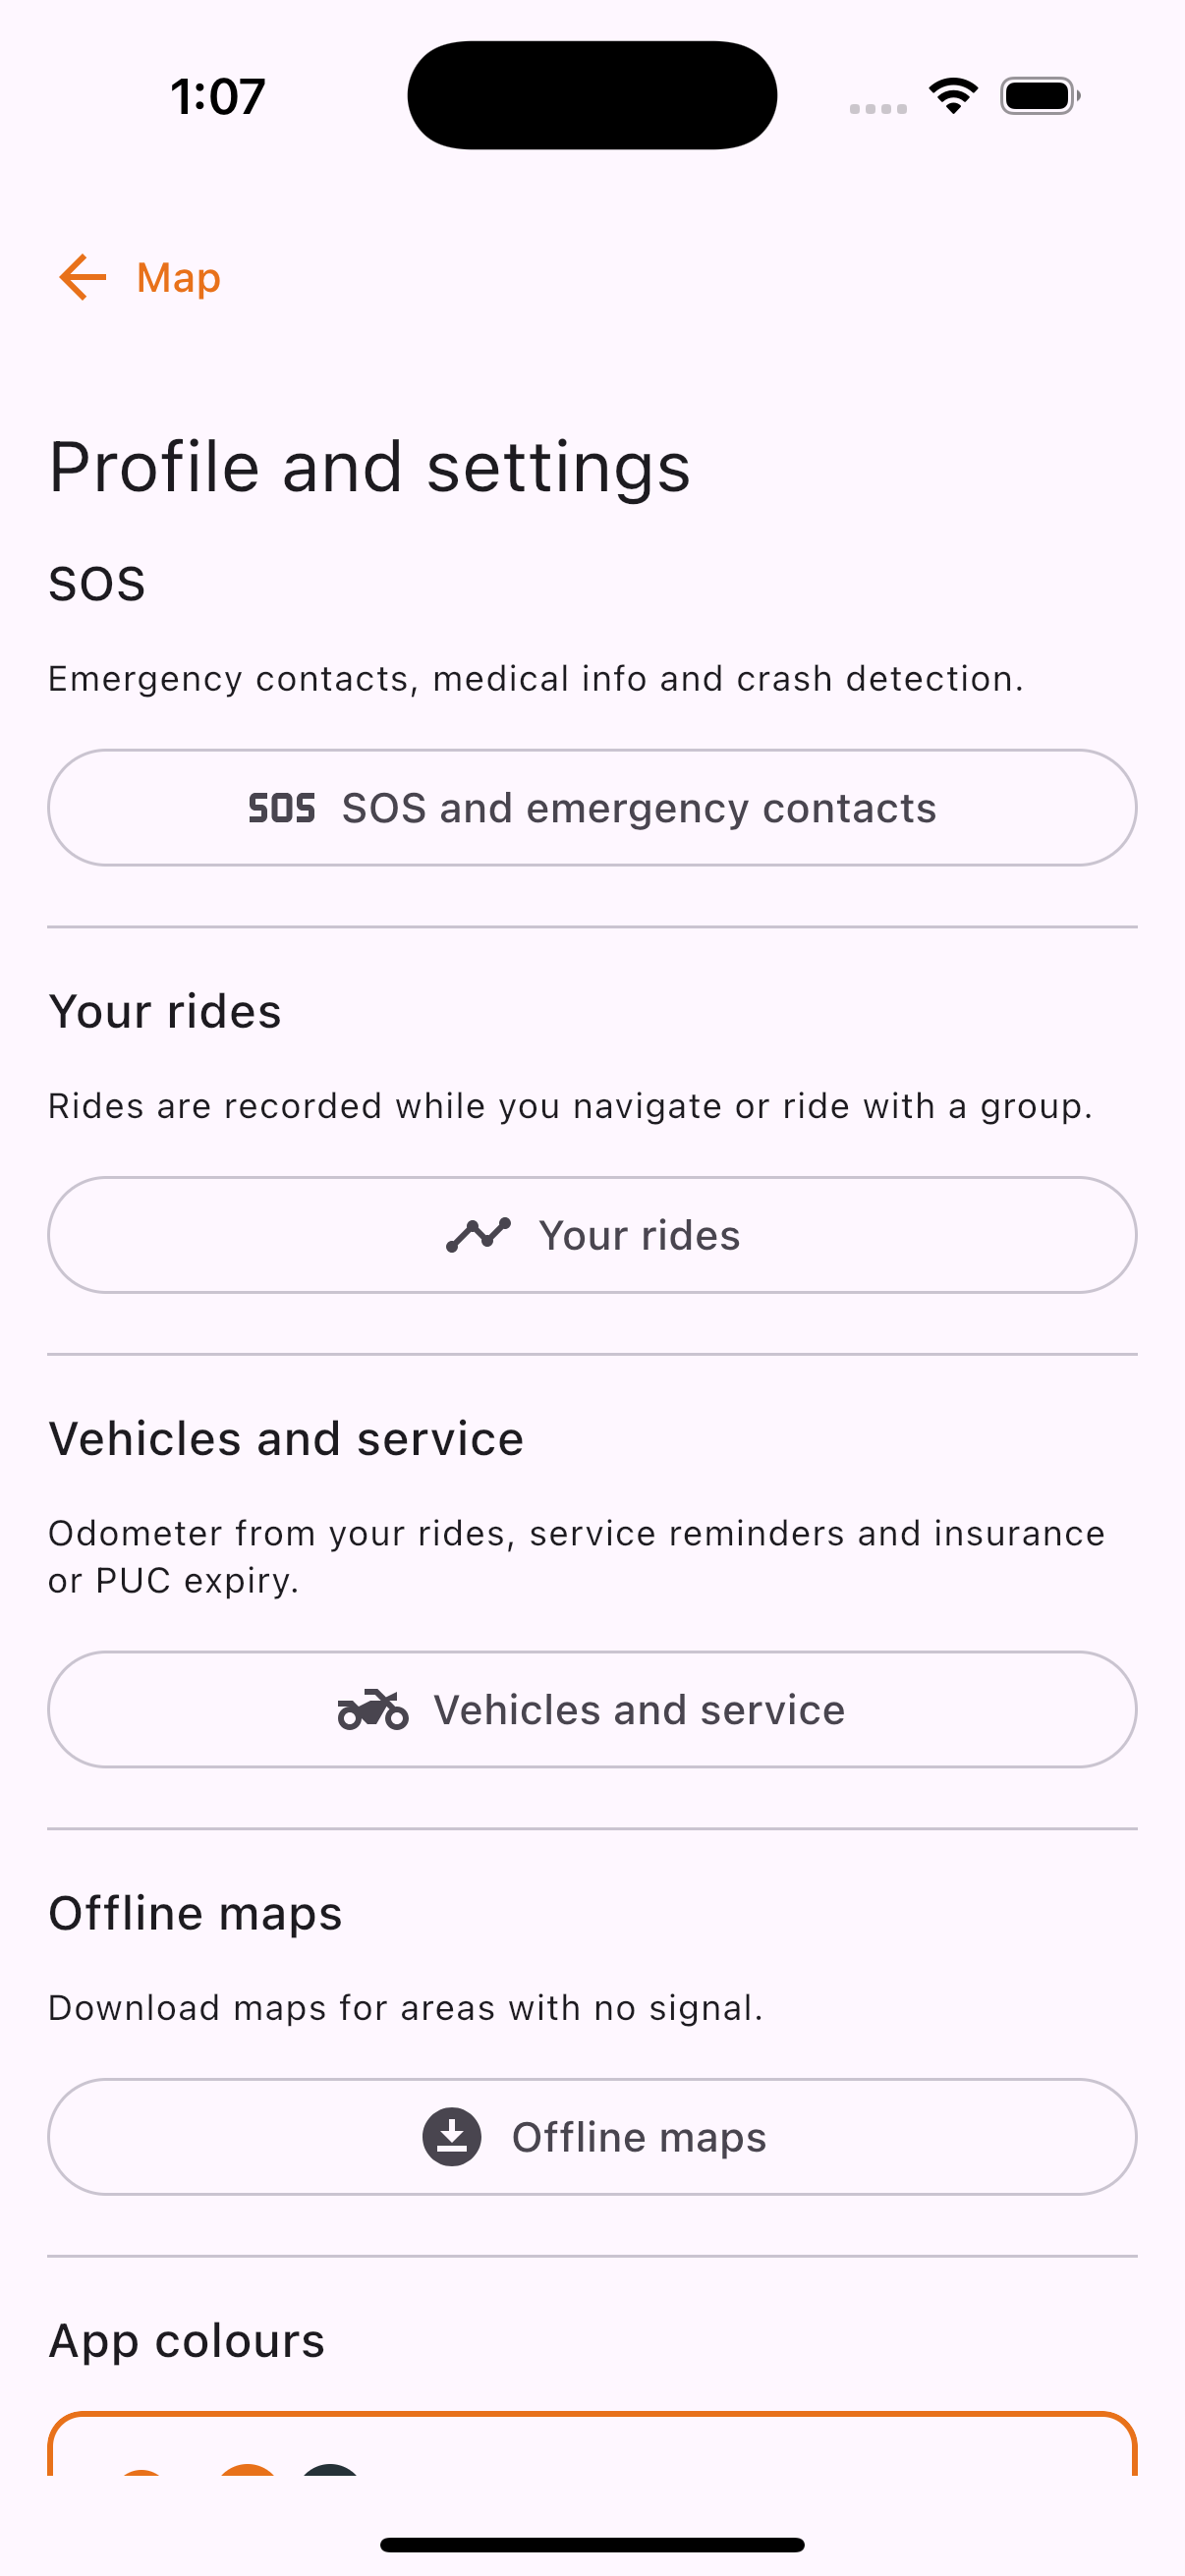 1:07
Map
Profile and settings
SOS
Emergency contacts, medical info and crash detection.
SOS SOS and emergency contacts
Your rides
Rides are recorded while you navigate or ride with a group.
Your rides
Vehicles and service
Odometer from your rides, service reminders and insurance
or PUC expiry.
Vehicles and service
Offline maps
Download maps for areas with no signal.
Offline maps
App colours